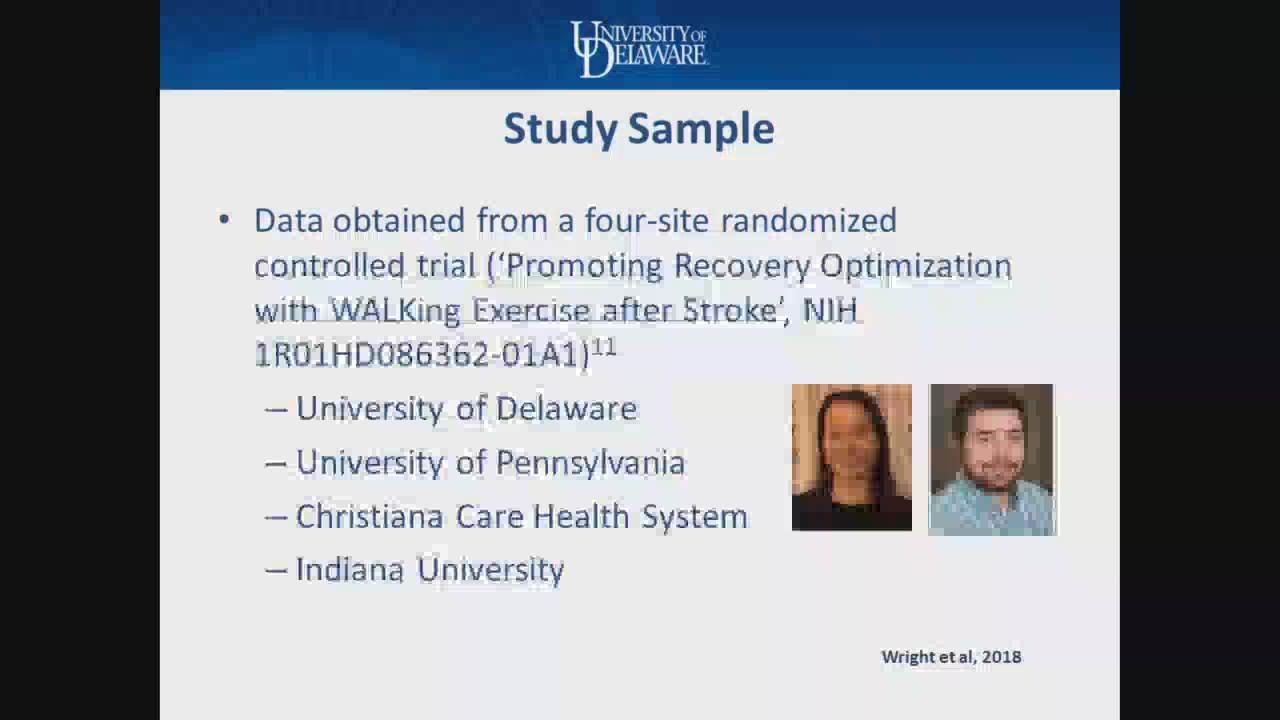 UNIVERSITY OF
DELAWARE
Study Sample
• Data obtained from a four-site randomized
controlled trial (‘Promoting Recovery Optimization
with WALKing Exercise after Stroke’, NIH
1R01HD086362-01A1)¹¹
– University of Delaware
– University of Pennsylvania
– Christiana Care Health System
– Indiana University
Wright et al, 2018